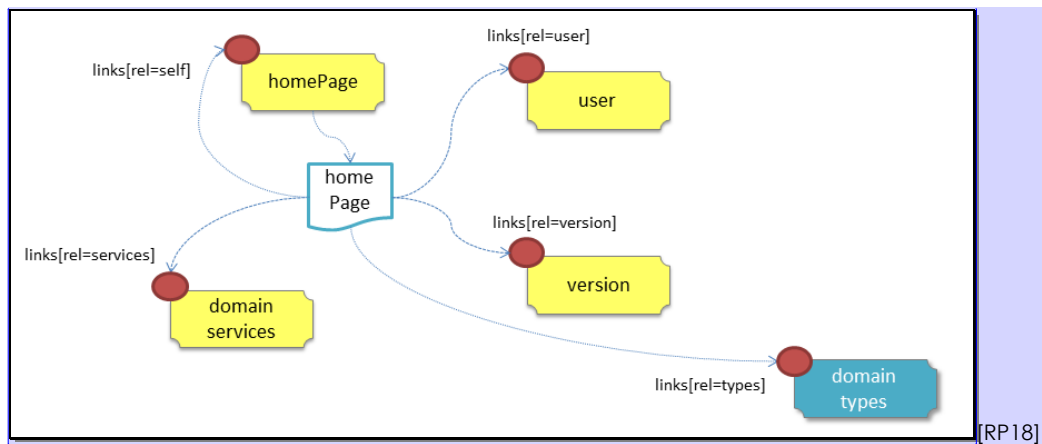 links[rel=user]
links[rel=self]
homePage
user
home
Page
links[rel=version]
links[rel=services]
version
domain
services
domain
types
links[rel=types]
[RP18]